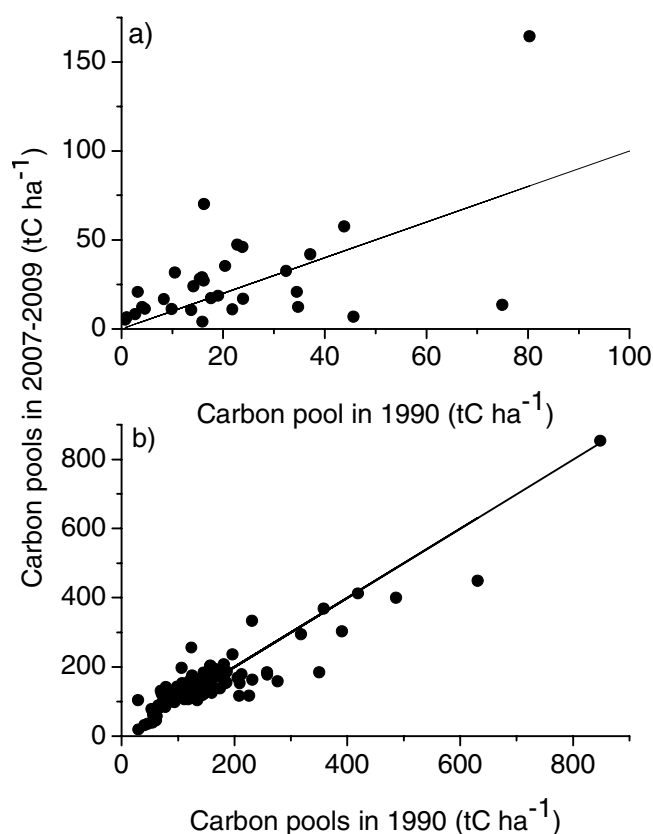 a)
150
100
50
0
0 20 40 60 80 100
Carbon pool in 1990 (tC ha⁻¹)
Carbon pools in 2007-2009 (tC ha⁻¹)
b)
800
600
400
200
0
0 200 400 600 800
Carbon pools in 1990 (tC ha⁻¹)